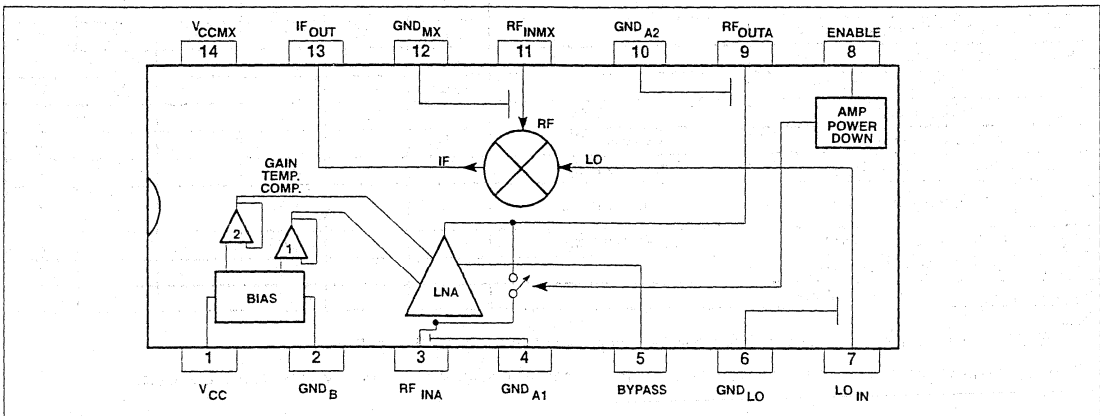 VCCMX IFOUT GNDMX RFINMX GNDA2 RFOUTA ENABLE
14 13 12 11 10 9 8
RF
AMP
POWER
DOWN
IF
LO
GAIN
TEMP.
COMP.
2
1
BIAS
LNA
1 2 3 4 5 6 7
VCC GNDB RF INA GNDA1 BYPASS GNDLO LO IN